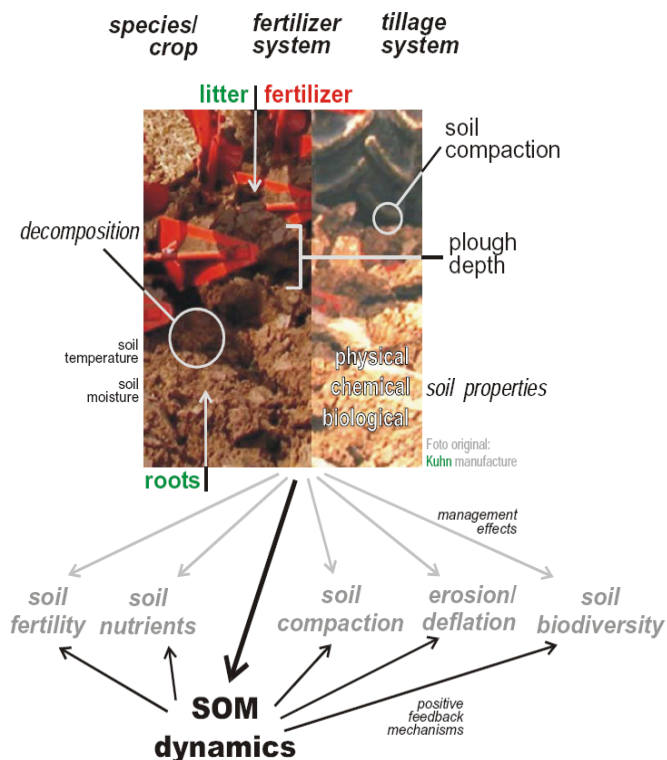 species/
crop
fertilizer
system
tillage
system
litter
fertilizer
soil
compaction
decomposition
plough
depth
soil
temperature
soil
moisture
physical
chemical
biological
soil properties
Foto original:
Kuhn manufacture
roots
management
effects
soil
fertility
soil
nutrients
soil
compaction
erosion/
deflation
soil
biodiversity
SOM
dynamics
positive
feedback
mechanisms